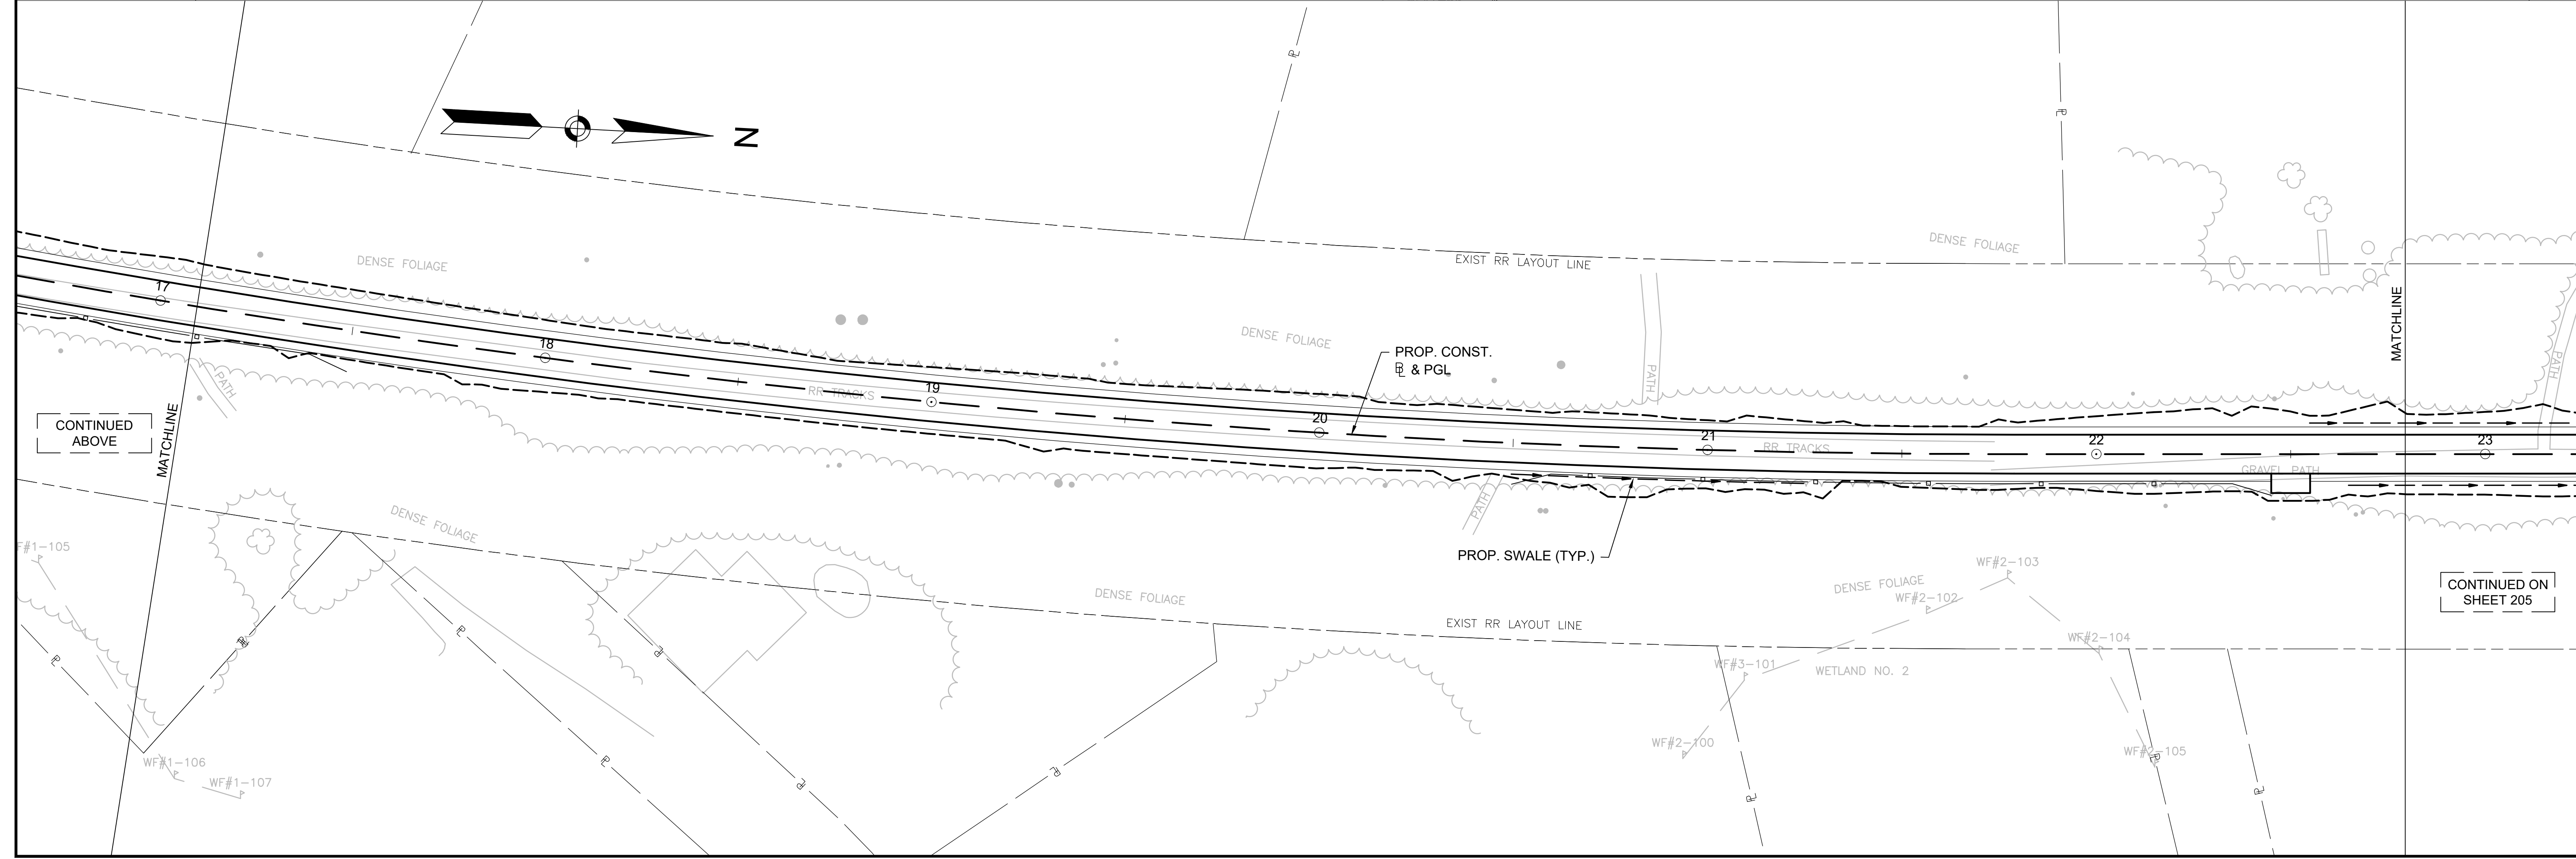 N
DENSE FOLIAGE
DENSE FOLIAGE
EXIST RR LAYOUT LINE
17
18
19
20
21
22
23
DENSE FOLIAGE
PROP. CONST.
℄ & PGL
PATH
PATH
MATCHLINE
RR TRACKS
RR TRACKS
GRAVEL PATH
PATH
CONTINUED
ABOVE
MATCHLINE
PATH
PROP. SWALE (TYP.)
DENSE FOLIAGE
DENSE FOLIAGE
DENSE FOLIAGE
EXIST RR LAYOUT LINE
WF#2-103
WF#2-102
WF#2-104
WF#3-101
WETLAND NO. 2
WF#2-100
WF#2-105
CONTINUED ON
SHEET 205
F#1-105
WF#1-106
WF#1-107